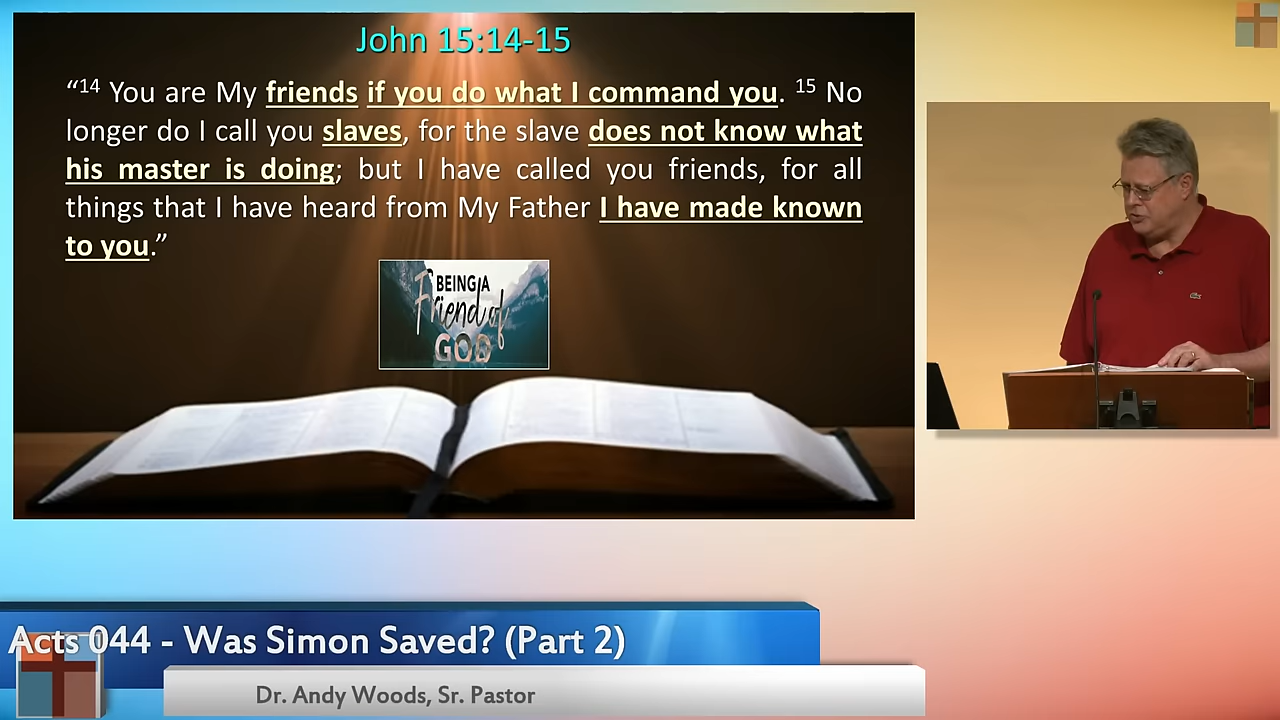 John 15:14-15
“14 You are My friends if you do what I command you. 15 No
longer do I call you slaves, for the slave does not know what
his master is doing; but I have called you friends, for all
things that I have heard from My Father I have made known
to you.”
BEING A
Friend of
GOD
Acts 044 - Was Simon Saved? (Part 2)
Dr. Andy Woods, Sr. Pastor